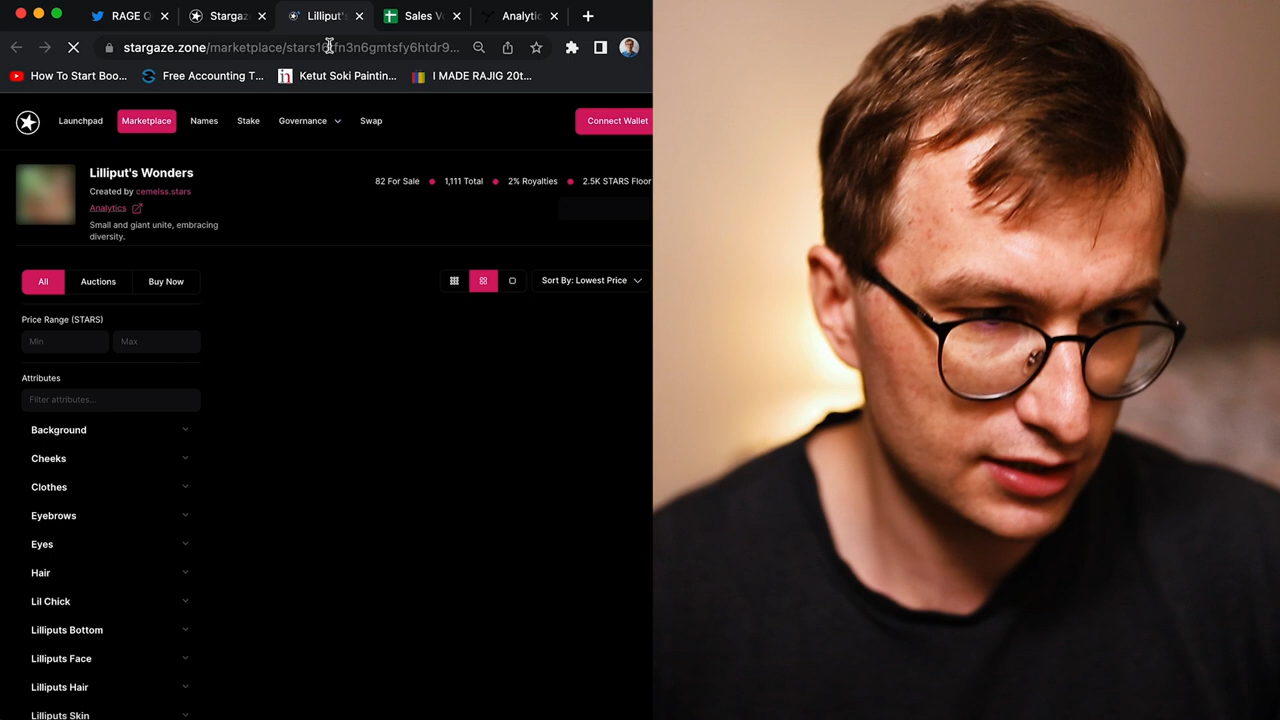 RAGE Q
Stargaz
Lilliput's
Sales Vo
Analytic
stargaze.zone/marketplace/stars16jfn3n6gmtsfy6htdr9...
How To Start Boo...
Free Accounting T...
Ketut Soki Paintin...
I MADE RAJIG 20t...
Launchpad
Marketplace
Names
Stake
Governance
Swap
Connect Wallet
Lilliput's Wonders
82 For Sale
1,111 Total
2% Royalties
2.5K STARS Floor
Created by cemelss.stars
Analytics
Small and giant unite, embracing
diversity.
All
Auctions
Buy Now
Sort By: Lowest Price
Price Range (STARS)
Min
Max
Attributes
Filter attributes...
Background
Cheeks
Clothes
Eyebrows
Eyes
Hair
Lil Chick
Lilliputs Bottom
Lilliputs Face
Lilliputs Hair
Lilliputs Skin